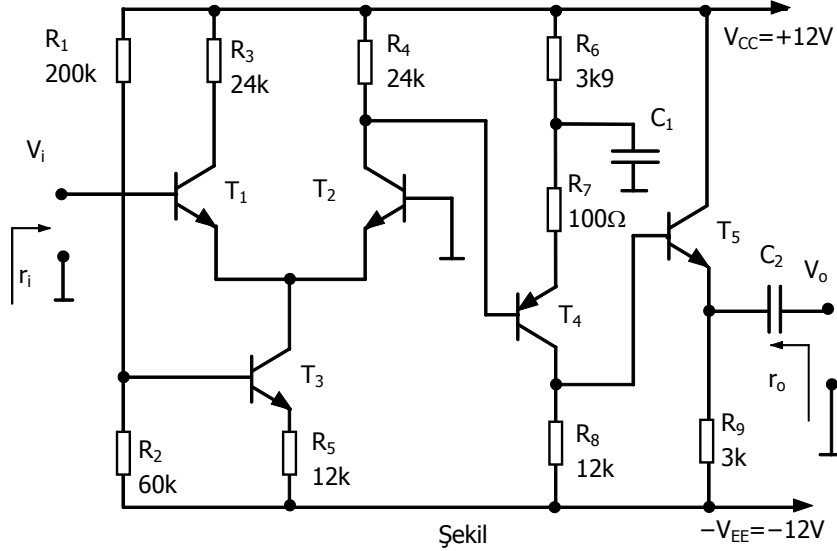 R1
200k
R3
24k
R4
24k
R6
3k9
VCC=+12V
C1
Vi
T1
T2
R7
100Ω
T5
C2
Vo
ri
T4
T3
ro
R2
60k
R5
12k
R8
12k
R9
3k
Şekil
−VEE=−12V